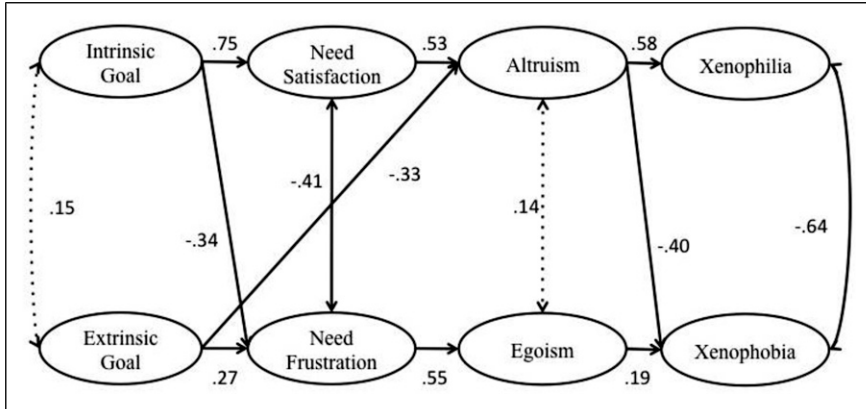 Intrinsic
Goal
.75
Need
Satisfaction
.53
Altruism
.58
Xenophilia
.15
-.34
-.41
-.33
.14
-.40
-.64
Extrinsic
Goal
.27
Need
Frustration
.55
Egoism
.19
Xenophobia